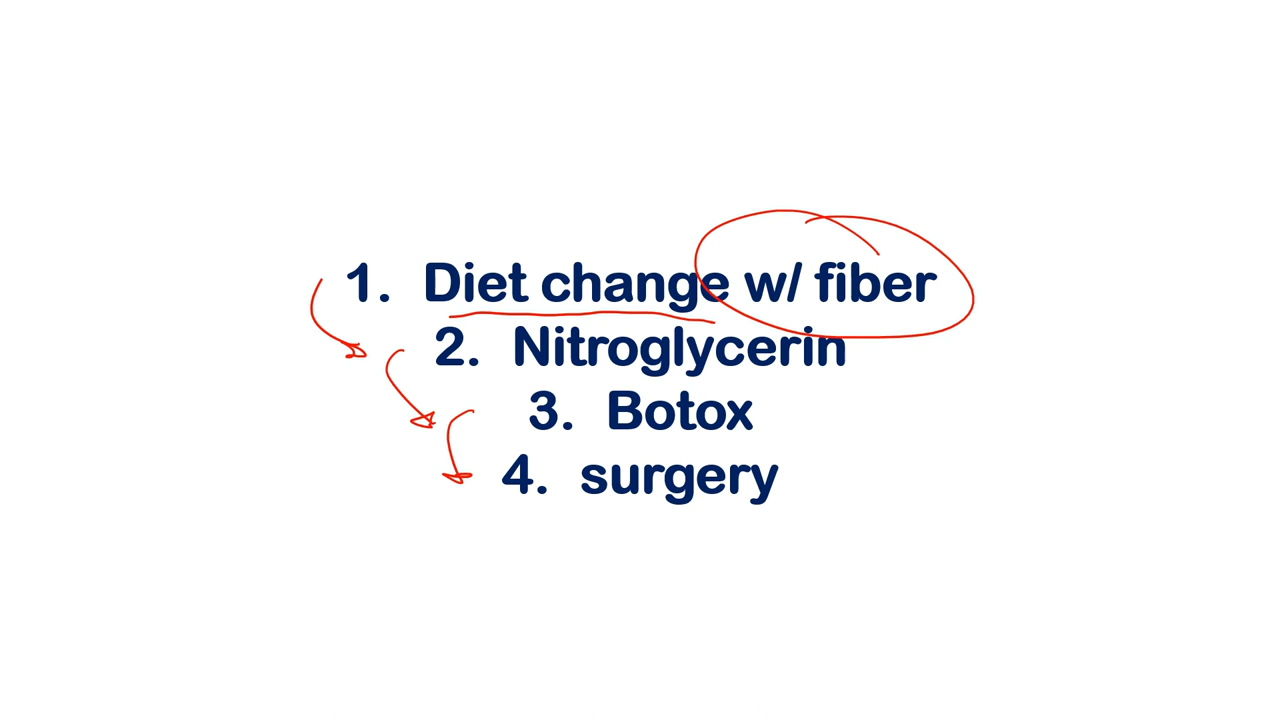 1. Diet change w/ fiber
2. Nitroglycerin
3. Botox
4. surgery